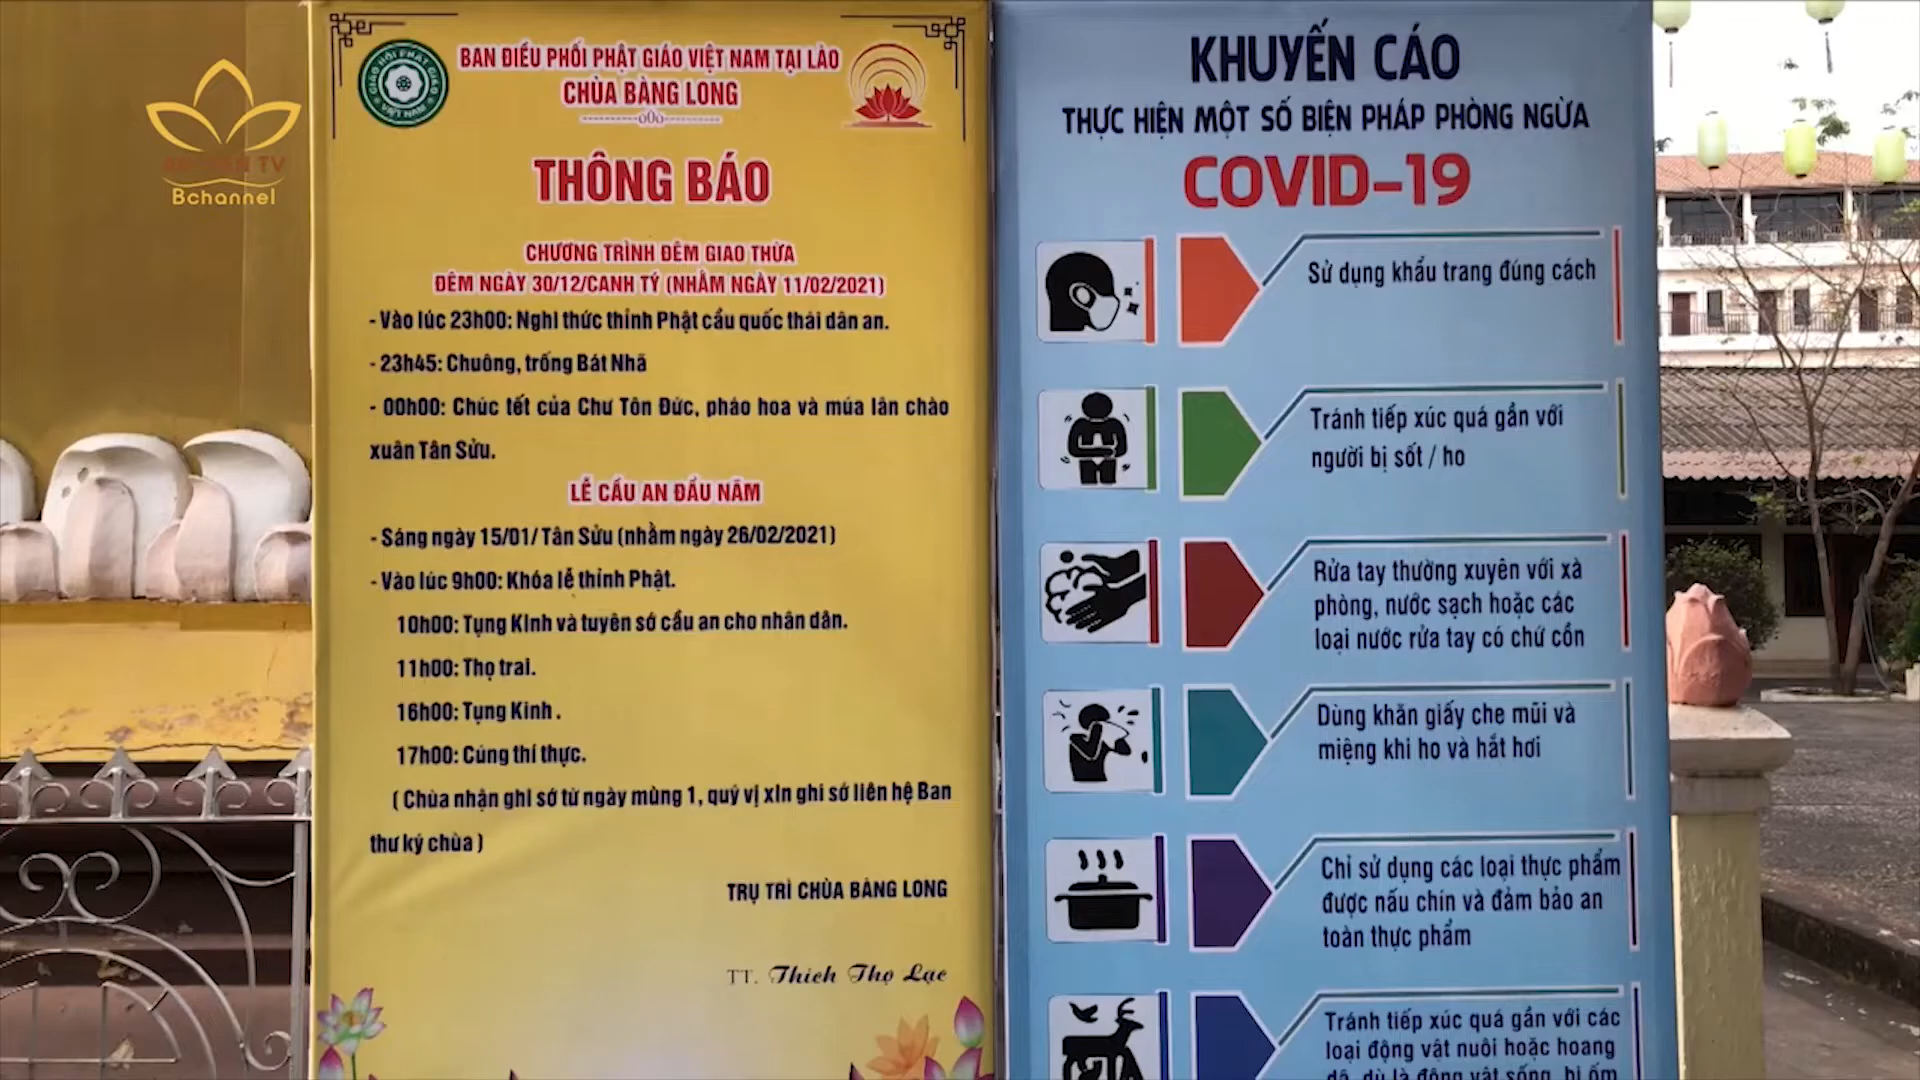 Bchannel
GIÁO HỘI PHẬT GIÁO
VIỆT NAM
BAN ĐIỀU PHỐI PHẬT GIÁO VIỆT NAM TẠI LÀO
CHÙA BÀNG LONG
THÔNG BÁO
CHƯƠNG TRÌNH ĐÊM GIAO THỪA
ĐÊM NGÀY 30/12/CANH TÝ (NHẰM NGÀY 11/02/2021)
- Vào lúc 23h00: Nghi thức thỉnh Phật cầu quốc thái dân an.
- 23h45: Chuông, trống Bát Nhã
- 00h00: Chúc tết của Chư Tôn Đức, pháo hoa và múa lân chào
xuân Tân Sửu.
LỄ CẦU AN ĐẦU NĂM
- Sáng ngày 15/01/ Tân Sửu (nhằm ngày 26/02/2021)
- Vào lúc 9h00: Khóa lễ thỉnh Phật.
10h00: Tụng Kinh và tuyên sớ cầu an cho nhân dân.
11h00: Thọ trai.
16h00: Tụng Kinh .
17h00: Cúng thí thực.
( Chùa nhận ghi sớ từ ngày mùng 1, quý vị xin ghi sớ liên hệ Ban
thư ký chùa )
TRỤ TRÌ CHÙA BÀNG LONG
TT. Thích Thọ Lạc
KHUYẾN CÁO
THỰC HIỆN MỘT SỐ BIỆN PHÁP PHÒNG NGỪA
COVID-19
Sử dụng khẩu trang đúng cách
Tránh tiếp xúc quá gần với
người bị sốt / ho
Rửa tay thường xuyên với xà
phòng, nước sạch hoặc các
loại nước rửa tay có chứ cồn
Dùng khăn giấy che mũi và
miệng khi ho và hắt hơi
Chỉ sử dụng các loại thực phẩm
được nấu chín và đảm bảo an
toàn thực phẩm
Tránh tiếp xúc quá gần với các
loại động vật nuôi hoặc hoang
dã, dù là động vật sống, bị ốm